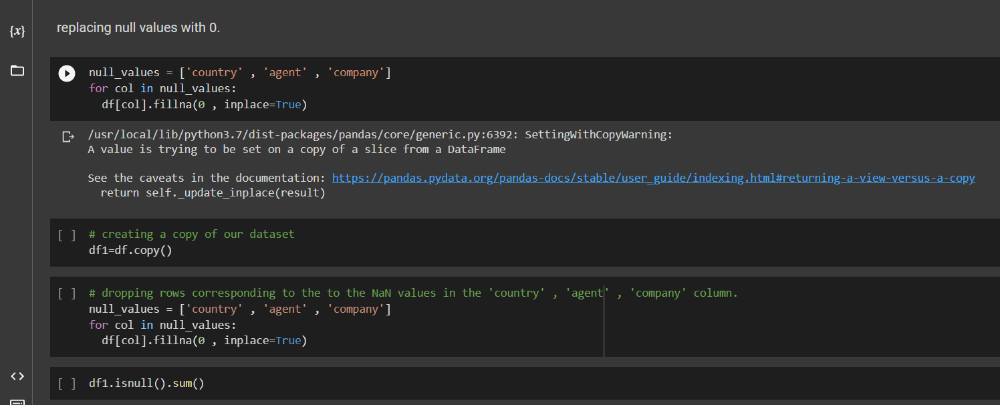 {x}
replacing null values with 0.
null_values = ['country' , 'agent' , 'company']
for col in null_values:
  df[col].fillna(0 , inplace=True)
/usr/local/lib/python3.7/dist-packages/pandas/core/generic.py:6392: SettingWithCopyWarning:
A value is trying to be set on a copy of a slice from a DataFrame
See the caveats in the documentation: https://pandas.pydata.org/pandas-docs/stable/user_guide/indexing.html#returning-a-view-versus-a-copy
  return self._update_inplace(result)
[ ] # creating a copy of our dataset
df1=df.copy()
[ ] # dropping rows corresponding to the to the NaN values in the 'country' , 'agent' , 'company' column.
null_values = ['country' , 'agent' , 'company']
for col in null_values:
  df[col].fillna(0 , inplace=True)
<>
[ ] df1.isnull().sum()